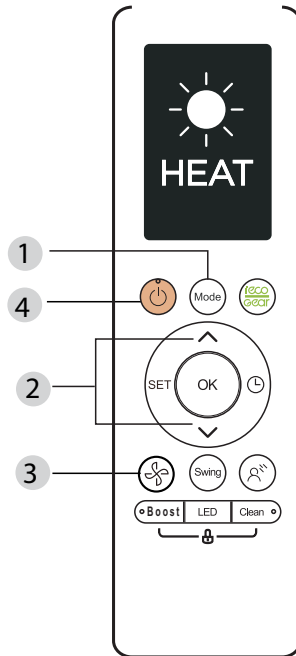 HEAT
1
4
Mode
eco
Gear
2
SET
OK
3
Swing
Boost
LED
Clean